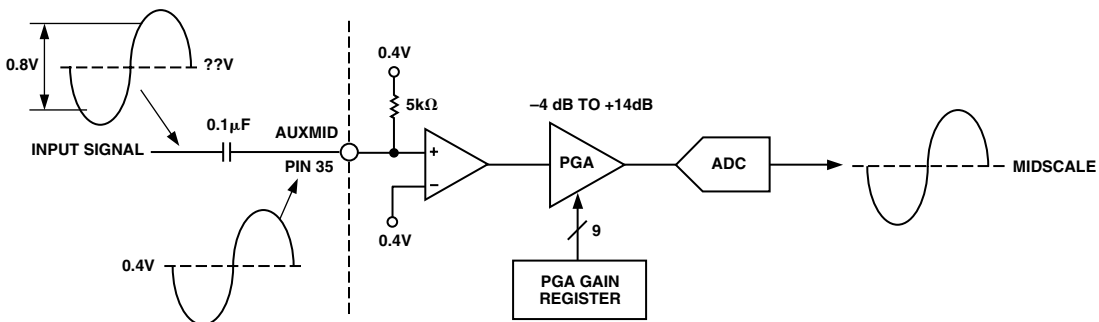 0.8V
??V
0.1µF
INPUT SIGNAL
AUXMID
PIN 35
0.4V
0.4V
5kΩ
+
–
0.4V
–4 dB TO +14dB
PGA
9
PGA GAIN
REGISTER
ADC
MIDSCALE